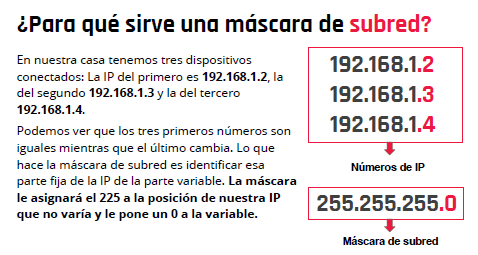 ¿Para qué sirve una máscara de subred?
En nuestra casa tenemos tres dispositivos
conectados: La IP del primero es 192.168.1.2, la
del segundo 192.168.1.3 y la del tercero
192.168.1.4.
Podemos ver que los tres primeros números son
iguales mientras que el último cambia. Lo que
hace la máscara de subred es identificar esa
parte fija de la IP de la parte variable. La máscara
le asignará el 225 a la posición de nuestra IP
que no varía y le pone un 0 a la variable.
192.168.1.2
192.168.1.3
192.168.1.4
Números de IP
255.255.255.0
Máscara de subred